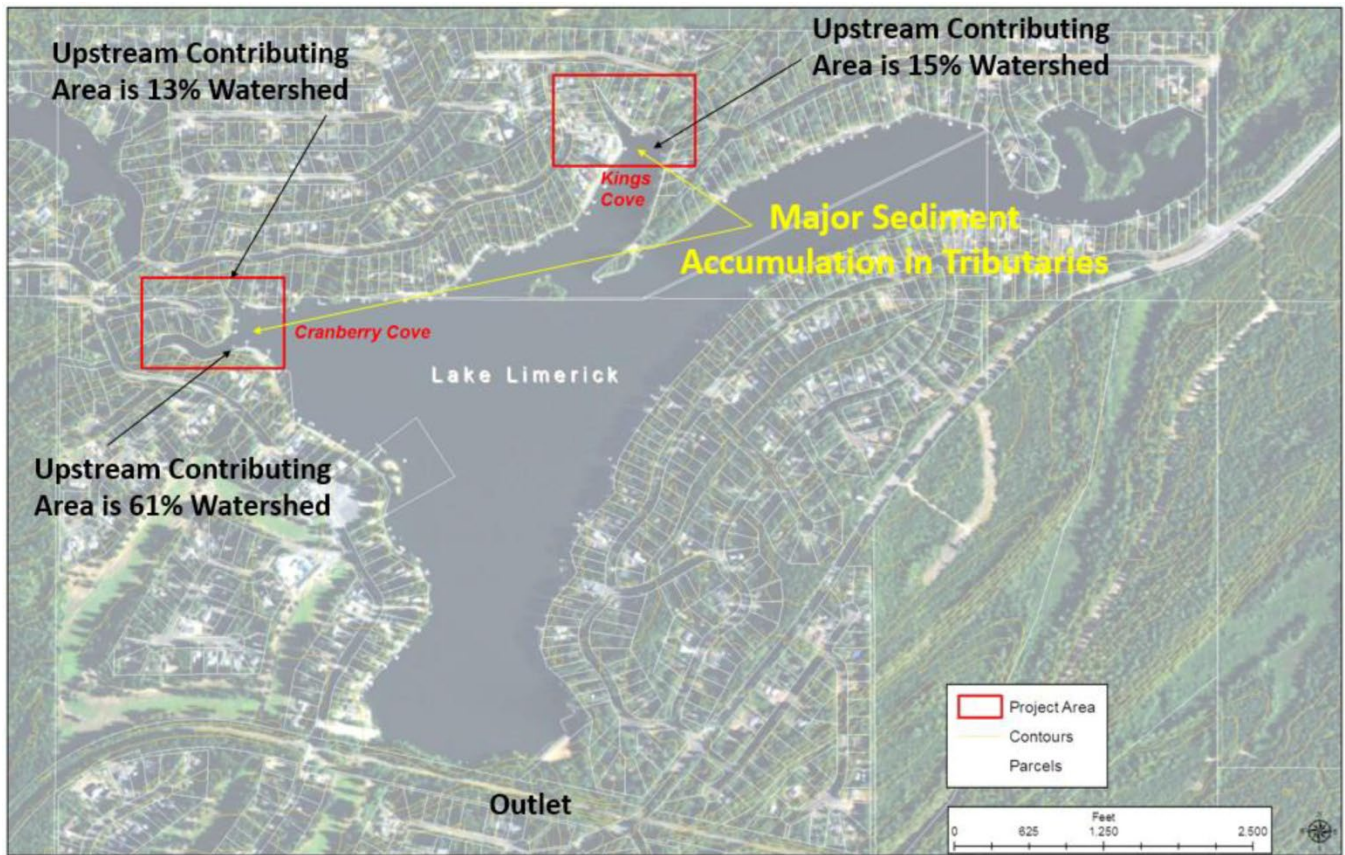 Upstream Contributing
Area is 13% Watershed
Upstream Contributing
Area is 15% Watershed
Kings
Cove
Major Sediment
Accumulation in Tributaries
Cranberry Cove
Lake Limerick
Upstream Contributing
Area is 61% Watershed
Outlet
Project Area
Contours
Parcels
Feet
0 625 1.250 2.500